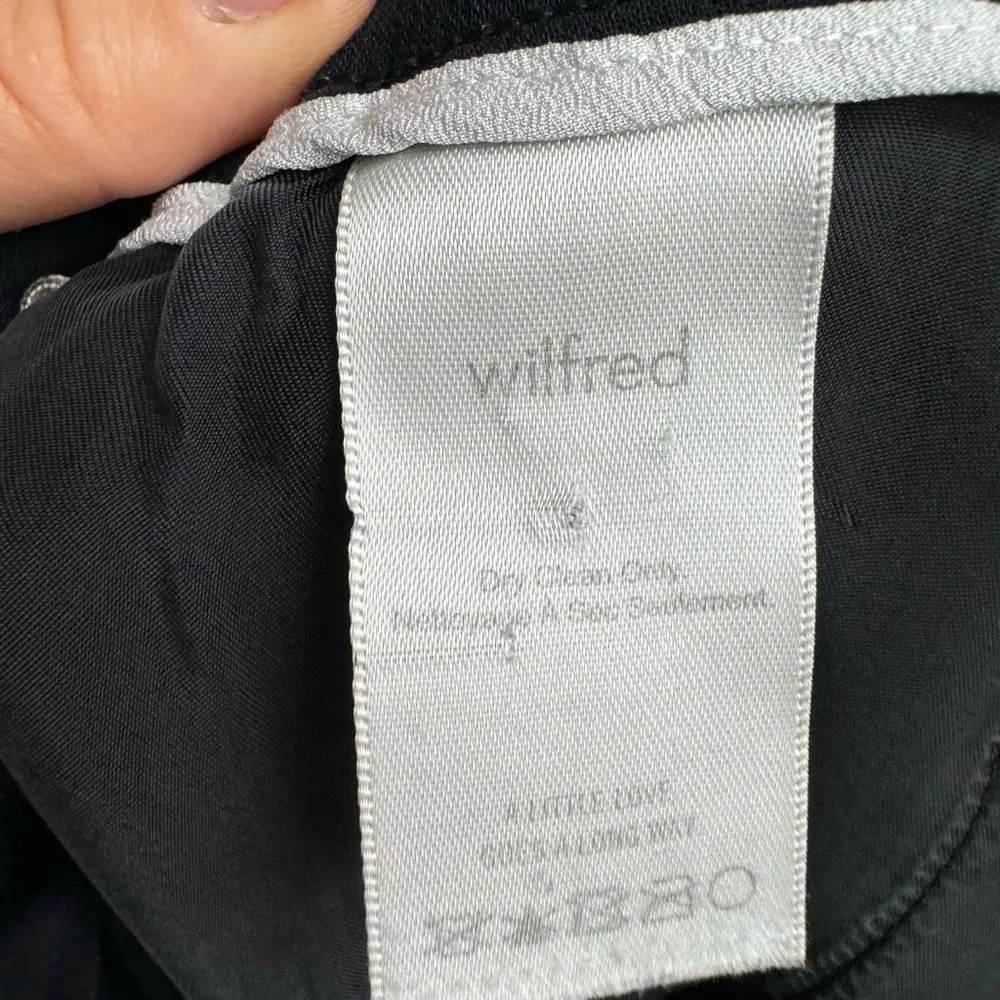 wilfred
Dry Clean Only.
Nettoyage A Sec Seulement.
A LITTLE LOVE
GOES A LONG WAY